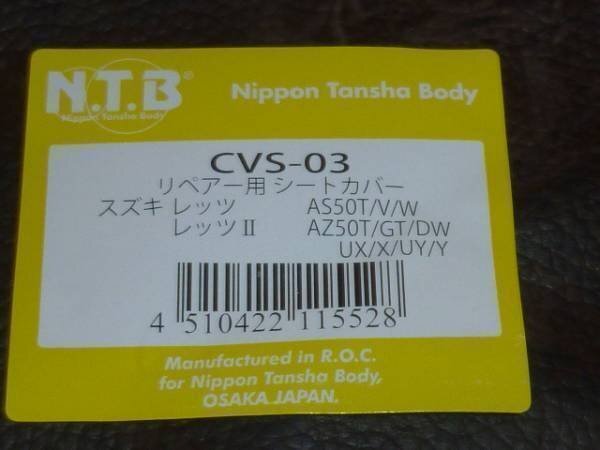 N.T.B®
Nippon Tansha Body
Nippon Tansha Body
CVS-03
リペアー用 シートカバー
スズキ レッツ AS50T/V/W
レッツⅡ AZ50T/GT/DW
UX/X/UY/Y
4 510422 115528
Manufactured in R.O.C.
for Nippon Tansha Body,
OSAKA JAPAN.